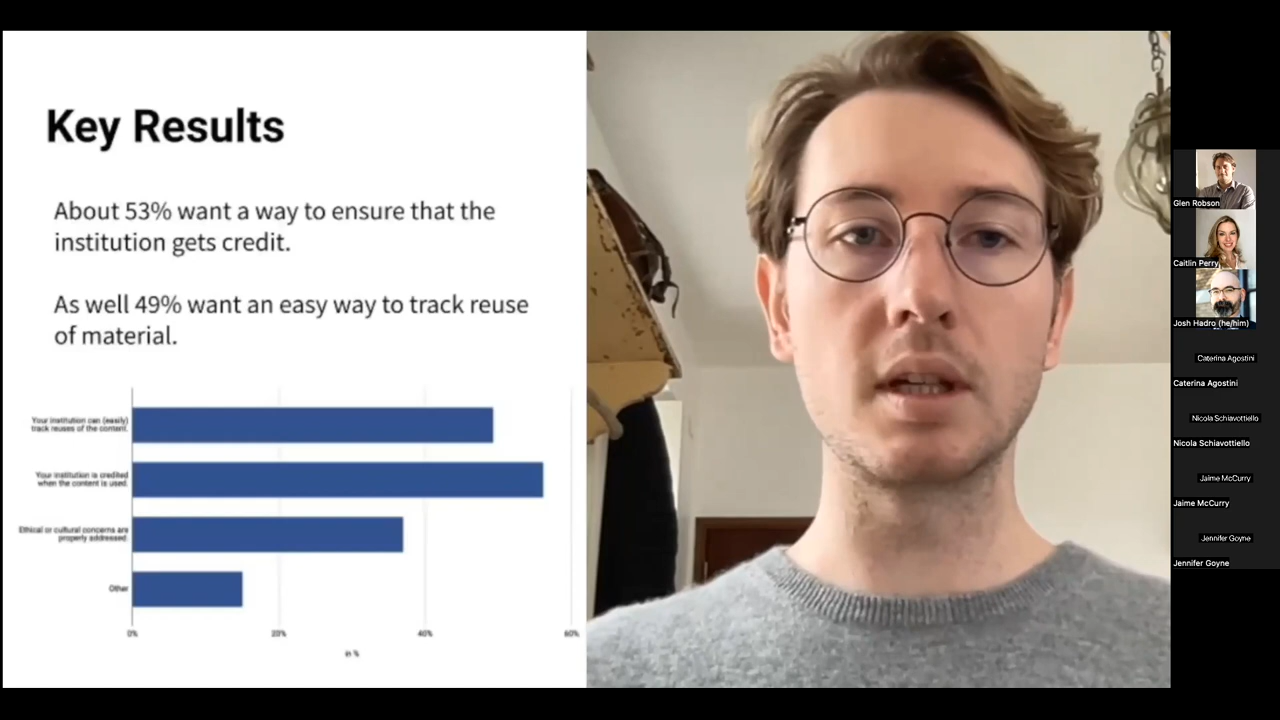 Key Results
About 53% want a way to ensure that the
institution gets credit.
As well 49% want an easy way to track reuse
of material.
Your institution can (easily)
track reuses of the content.
Your institution is credited
when the content is used.
Ethical or cultural concerns are
properly addressed.
Other
0%
20%
40%
60%
in %
Glen Robson
Caitlin Perry
Josh Hadro (he/him)
Caterina Agostini
Caterina Agostini
Nicola Schiavottiello
Nicola Schiavottiello
Jaime McCurry
Jaime McCurry
Jennifer Goyne
Jennifer Goyne